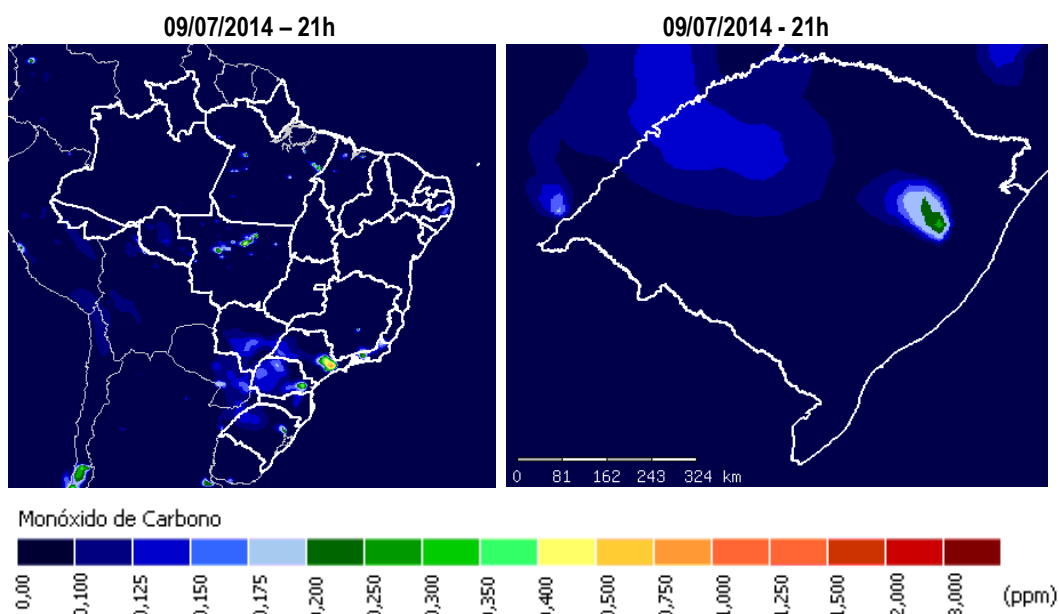 09/07/2014 – 21h
09/07/2014 - 21h
0 81 162 243 324 km
Monóxido de Carbono
0,00 0,100 0,125 0,150 0,175 0,200 0,250 0,300 0,350 0,400 0,500 0,750 1,000 1,250 1,500 2,000 3,000 (ppm)